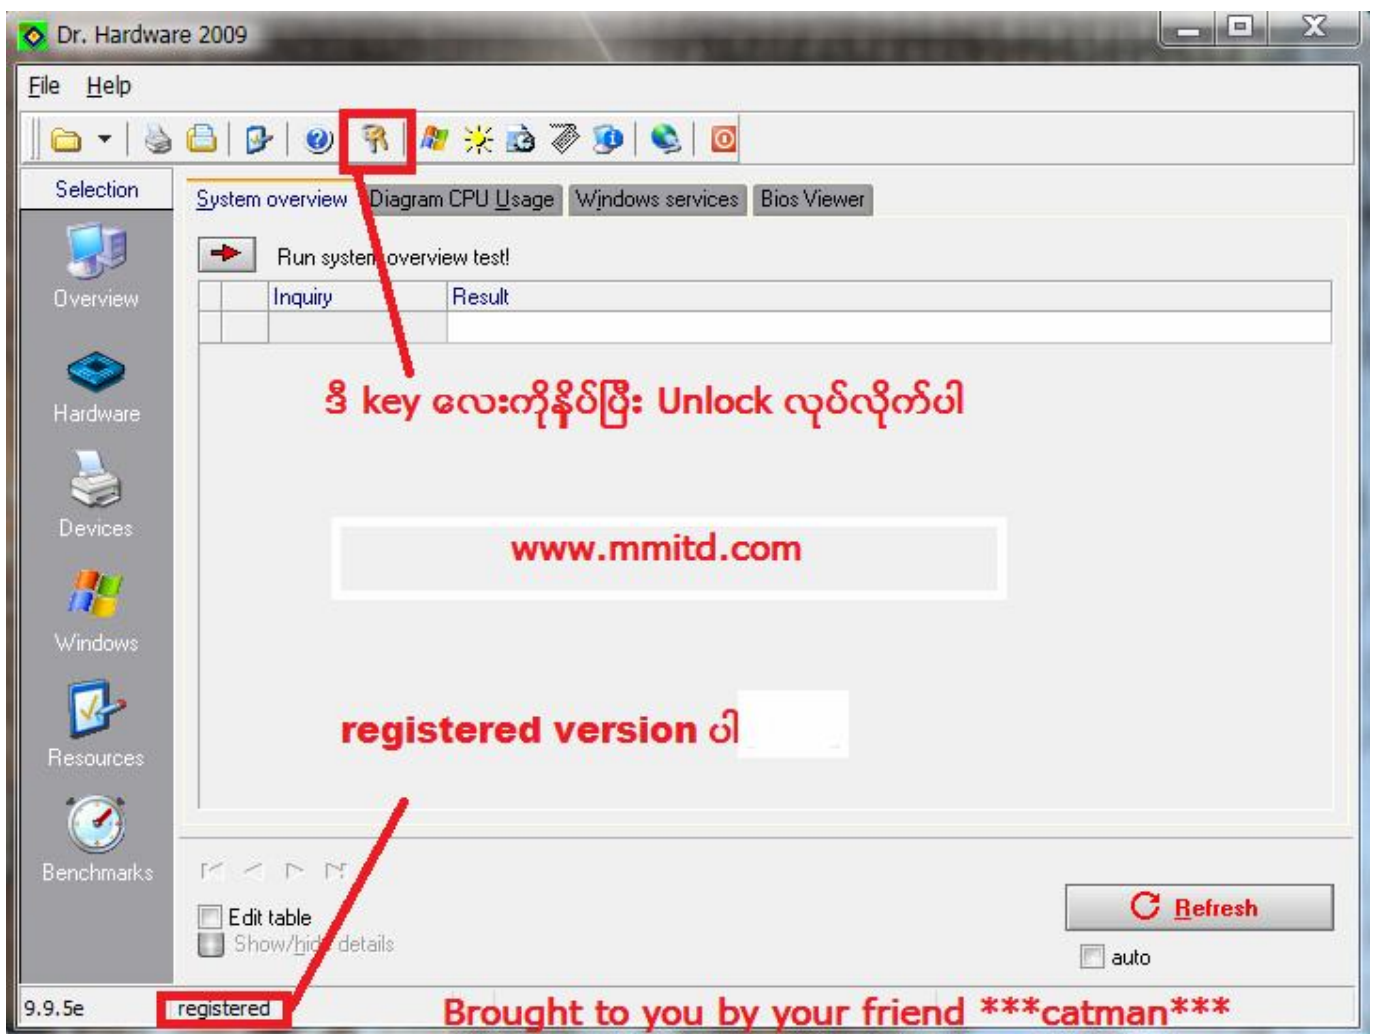 Dr. Hardware 2009
File Help
Selection
System overview Diagram CPU Usage Windows services Bios Viewer
Run system overview test!
Overview
Inquiry Result
Hardware
ဒီ key လေးကိုနှိပ်ပြီး Unlock လုပ်လိုက်ပါ
Devices
www.mmitd.com
Windows
registered version ပါ
Resources
Benchmarks
Edit table
Show/hide details
Refresh
auto
9.9.5e registered
Brought to you by your friend ***catman***